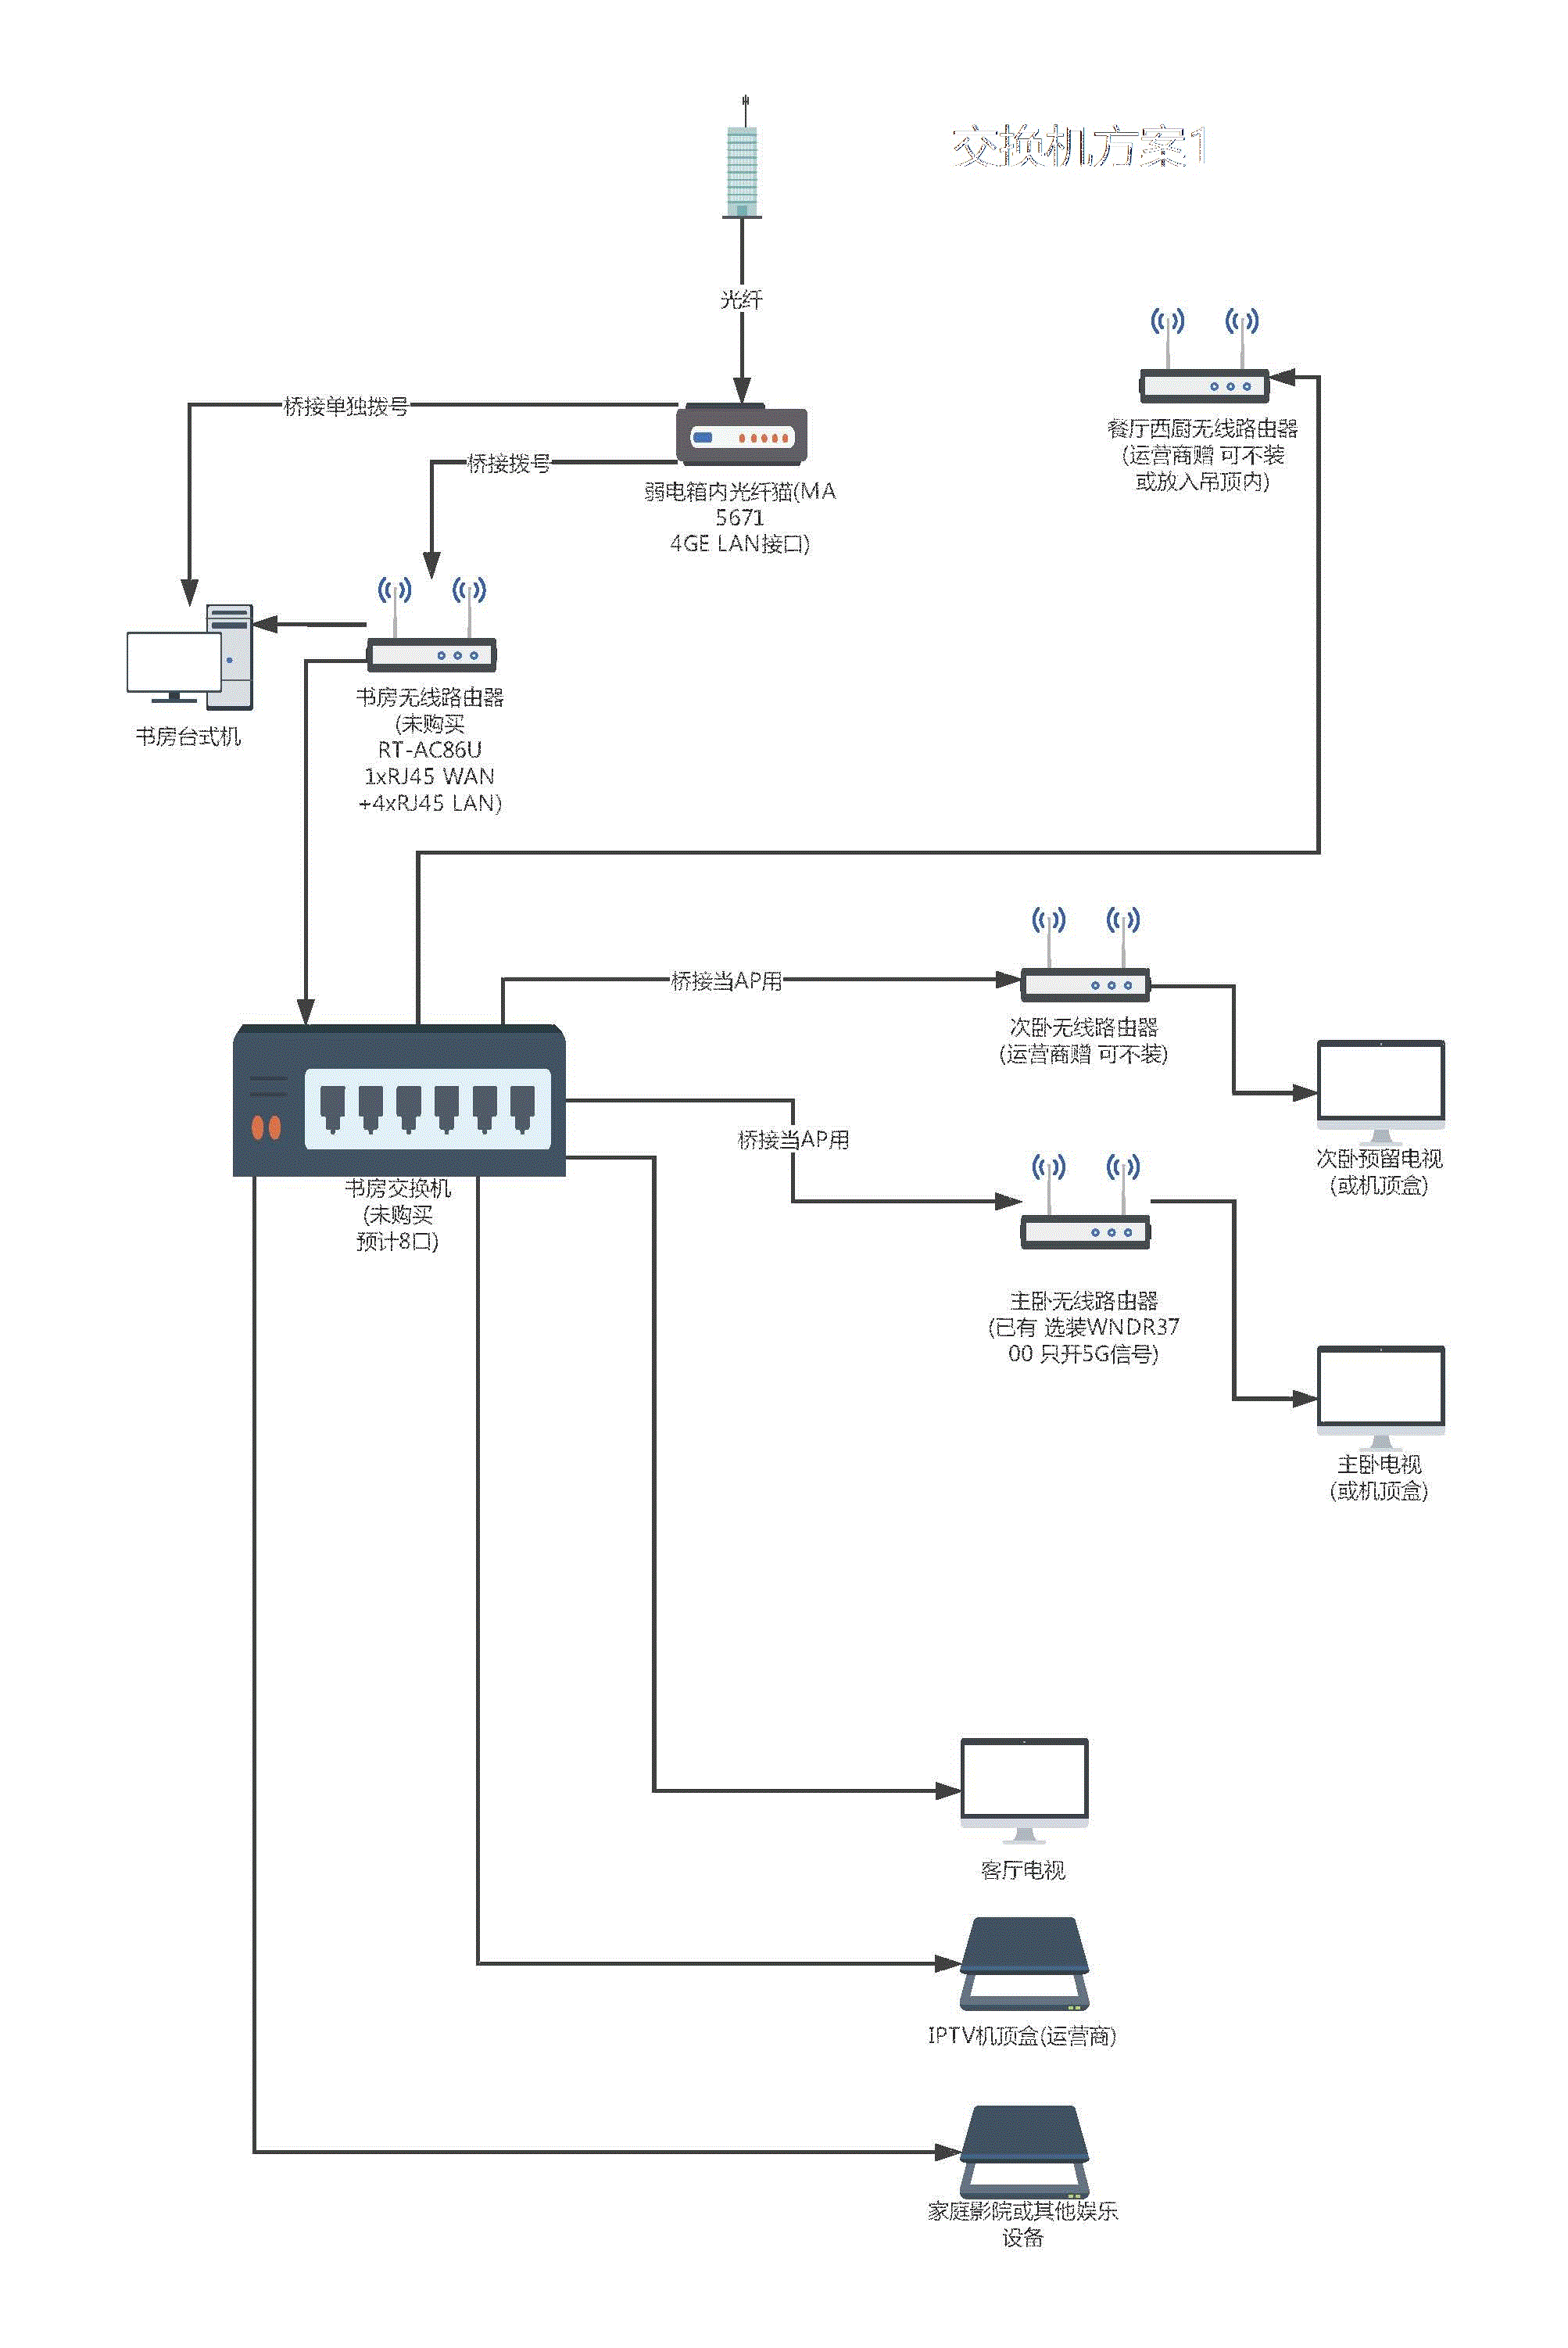 交换机方案1
光纤
桥接单独拨号
桥接拨号
弱电箱内光纤猫(MA
5671
4GE LAN接口)
餐厅西厨无线路由器
(运营商赠 可不装
或放入吊顶内)
书房台式机
书房无线路由器
(未购买
RT-AC86U
1xRJ45 WAN
+4xRJ45 LAN)
桥接当AP用
次卧无线路由器
(运营商赠 可不装)
桥接当AP用
次卧预留电视
(或机顶盒)
书房交换机
(未购买
预计8口)
主卧无线路由器
(已有 选装WNDR37
00 只开5G信号)
主卧电视
(或机顶盒)
客厅电视
IPTV机顶盒(运营商)
家庭影院或其他娱乐
设备